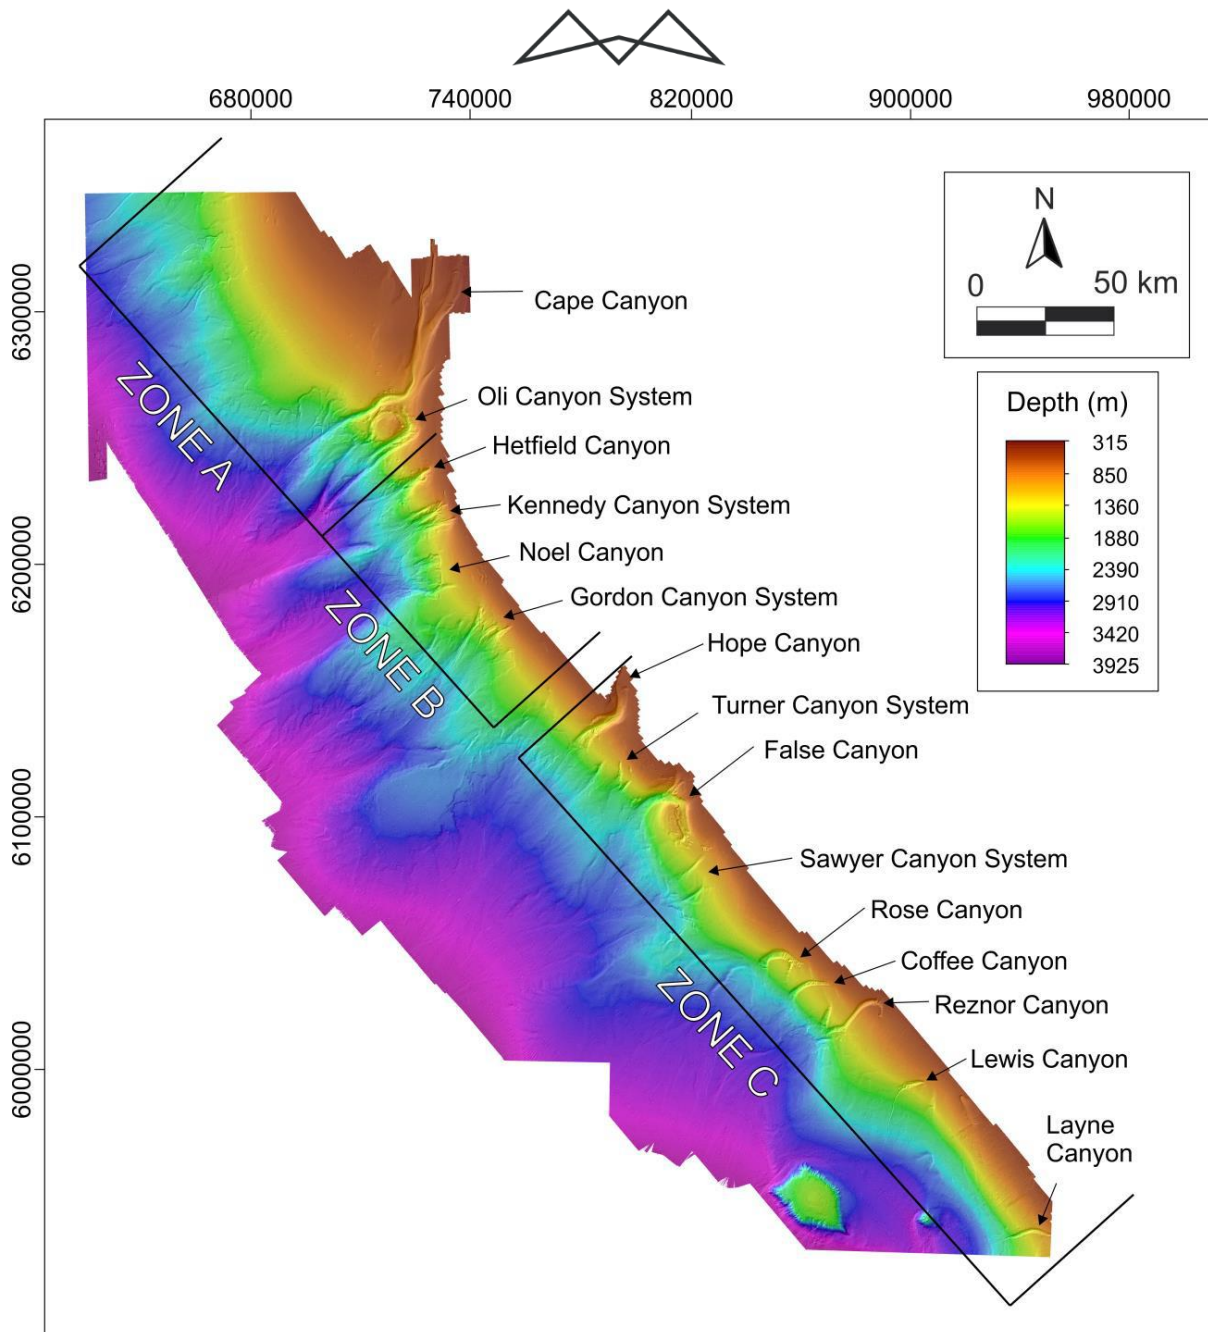 680000 740000 820000 900000 980000
N
0 50 km
6300000
6200000
6100000
6000000
Depth (m)
315
850
1360
1880
2390
2910
3420
3925
Cape Canyon
Oli Canyon System
Hetfield Canyon
Kennedy Canyon System
Noel Canyon
Gordon Canyon System
Hope Canyon
Turner Canyon System
False Canyon
Sawyer Canyon System
Rose Canyon
Coffee Canyon
Reznor Canyon
Lewis Canyon
Layne
Canyon
ZONE A
ZONE B
ZONE C